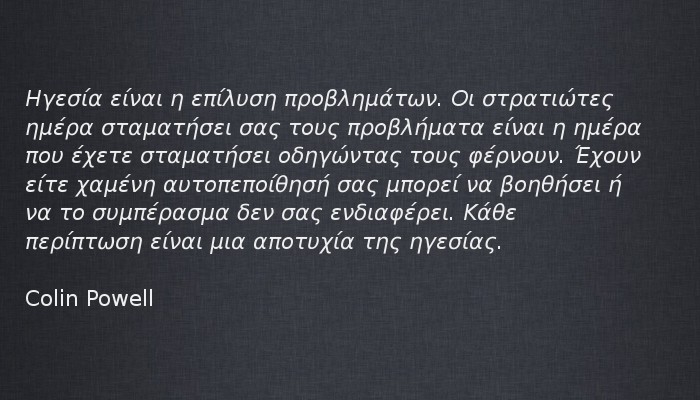 Ηγεσία είναι η επίλυση προβλημάτων. Οι στρατιώτες
ημέρα σταματήσει σας τους προβλήματα είναι η ημέρα
που έχετε σταματήσει οδηγώντας τους φέρνουν. Έχουν
είτε χαμένη αυτοπεποίθησή σας μπορεί να βοηθήσει ή
να το συμπέρασμα δεν σας ενδιαφέρει. Κάθε
περίπτωση είναι μια αποτυχία της ηγεσίας.
Colin Powell